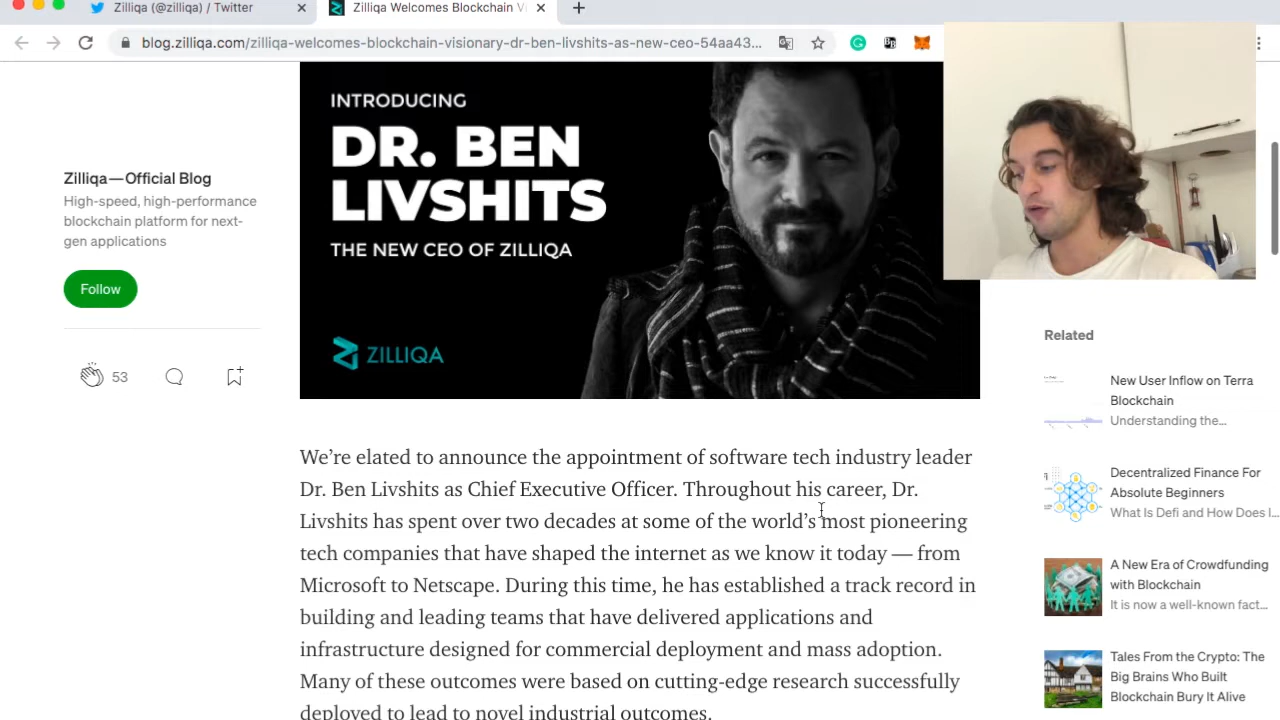 Zilliqa (@zilliqa) / Twitter
Zilliqa Welcomes Blockchain Vi
blog.zilliqa.com/zilliqa-welcomes-blockchain-visionary-dr-ben-livshits-as-new-ceo-54aa43...
INTRODUCING
DR. BEN
LIVSHITS
THE NEW CEO OF ZILLIQA
ZILLIQA
Zilliqa — Official Blog
High-speed, high-performance
blockchain platform for next-
gen applications
Follow
53
We’re elated to announce the appointment of software tech industry leader
Dr. Ben Livshits as Chief Executive Officer. Throughout his career, Dr.
Livshits has spent over two decades at some of the world’s most pioneering
tech companies that have shaped the internet as we know it today — from
Microsoft to Netscape. During this time, he has established a track record in
building and leading teams that have delivered applications and
infrastructure designed for commercial deployment and mass adoption.
Many of these outcomes were based on cutting-edge research successfully
deployed to lead to novel industrial outcomes.
Related
New User Inflow on Terra
Blockchain
Understanding the...
Decentralized Finance For
Absolute Beginners
What Is Defi and How Does I...
A New Era of Crowdfunding
with Blockchain
It is now a well-known fact...
Tales From the Crypto: The
Big Brains Who Built
Blockchain Bury It Alive